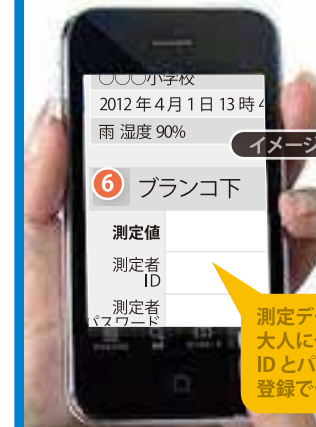 ○○○小学校
2012年4月1日 13時
雨 湿度 90%
イメージ
6 ブランコ下
測定値
測定者
ID
測定者
パスワード
測定デ
大人に
IDとパ
登録で